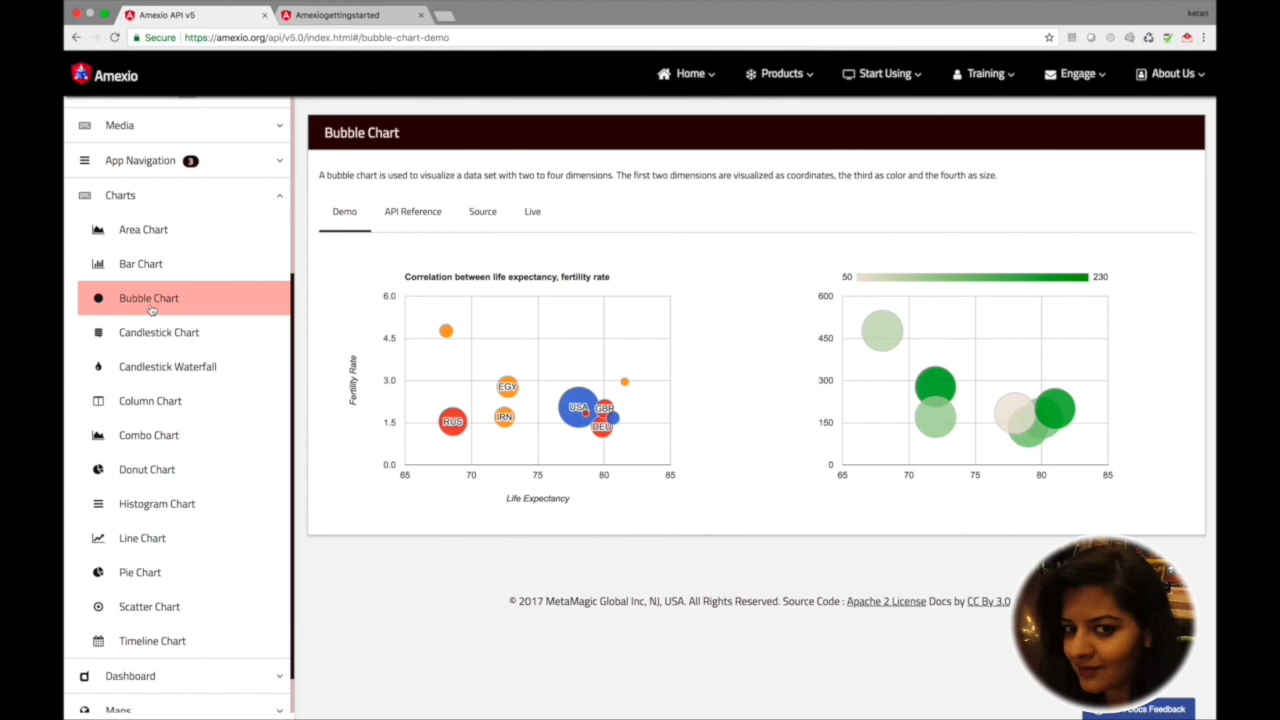 Amexio API v5
Amexiogettingstarted
ketan
Secure
https://amexio.org/api/v5.0/index.html#/bubble-chart-demo
Amexio
Home
Products
Start Using
Training
Engage
About Us
Media
App Navigation 3
Charts
Area Chart
Bar Chart
Bubble Chart
Candlestick Chart
Candlestick Waterfall
Column Chart
Combo Chart
Donut Chart
Histogram Chart
Line Chart
Pie Chart
Scatter Chart
Timeline Chart
Dashboard
Maps
Bubble Chart
A bubble chart is used to visualize a data set with two to four dimensions. The first two dimensions are visualized as coordinates, the third as color and the fourth as size.
Demo
API Reference
Source
Live
Correlation between life expectancy, fertility rate
6.0
4.5
3.0
1.5
0.0
Fertility Rate
EGY
IRN
RUS
USA
GBR
DEU
65
70
75
80
85
Life Expectancy
50
230
600
450
300
150
0
65
70
75
80
85
© 2017 MetaMagic Global Inc, NJ, USA. All Rights Reserved. Source Code : Apache 2 License Docs by CC By 3.0
Docs Feedback